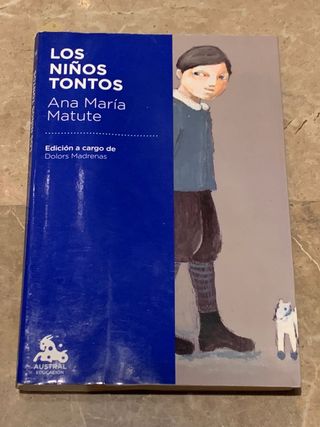 LOS
NIÑOS
TONTOS
Ana María
Matute
Edición a cargo de
Dolors Madrenas
AUSTRAL
EDUCACIÓN